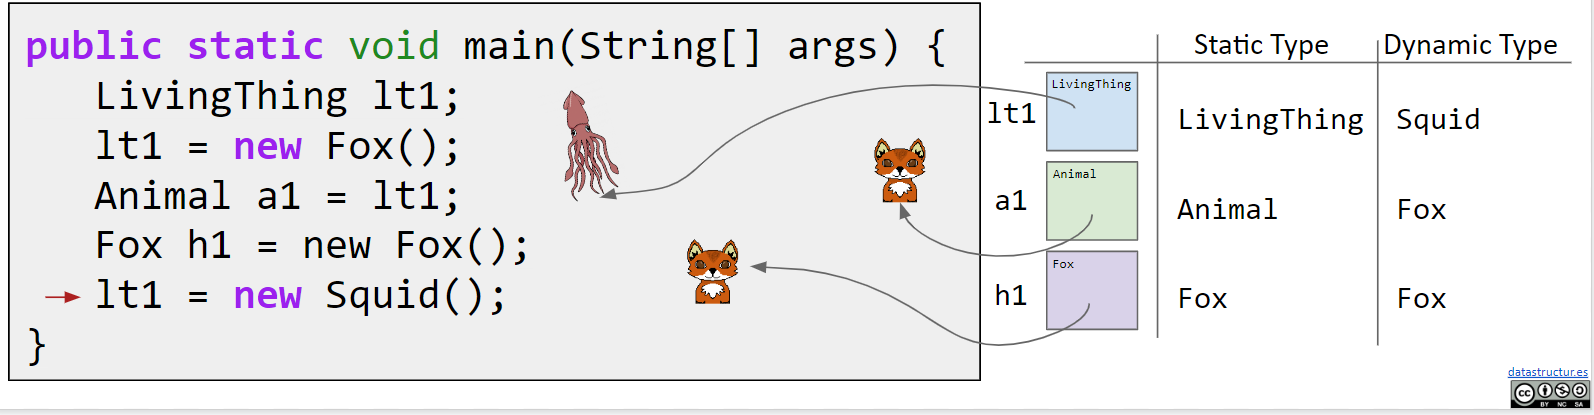 public static void main(String[] args) {
LivingThing lt1;
lt1 = new Fox();
Animal a1 = lt1;
Fox h1 = new Fox();
lt1 = new Squid();
}
Static Type Dynamic Type
lt1 LivingThing LivingThing Squid
a1 Animal Animal Fox
h1 Fox Fox Fox
datastructur.es
cc BY NC SA